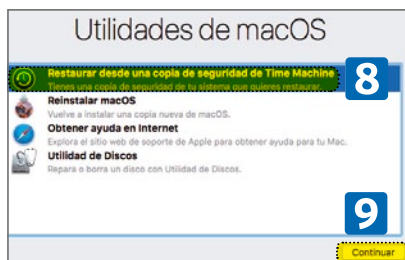 Utilidades de macOS
Restaurar desde una copia de seguridad de Time Machine
Tienes una copia de seguridad de tu sistema que quieres restaurar.
8
Reinstalar macOS
Vuelve a instalar una copia nueva de macOS.
Obtener ayuda en Internet
Explora el sitio web de soporte de Apple para obtener ayuda para tu Mac.
Utilidad de Discos
Repara o borra un disco con Utilidad de Discos.
9
Continuar